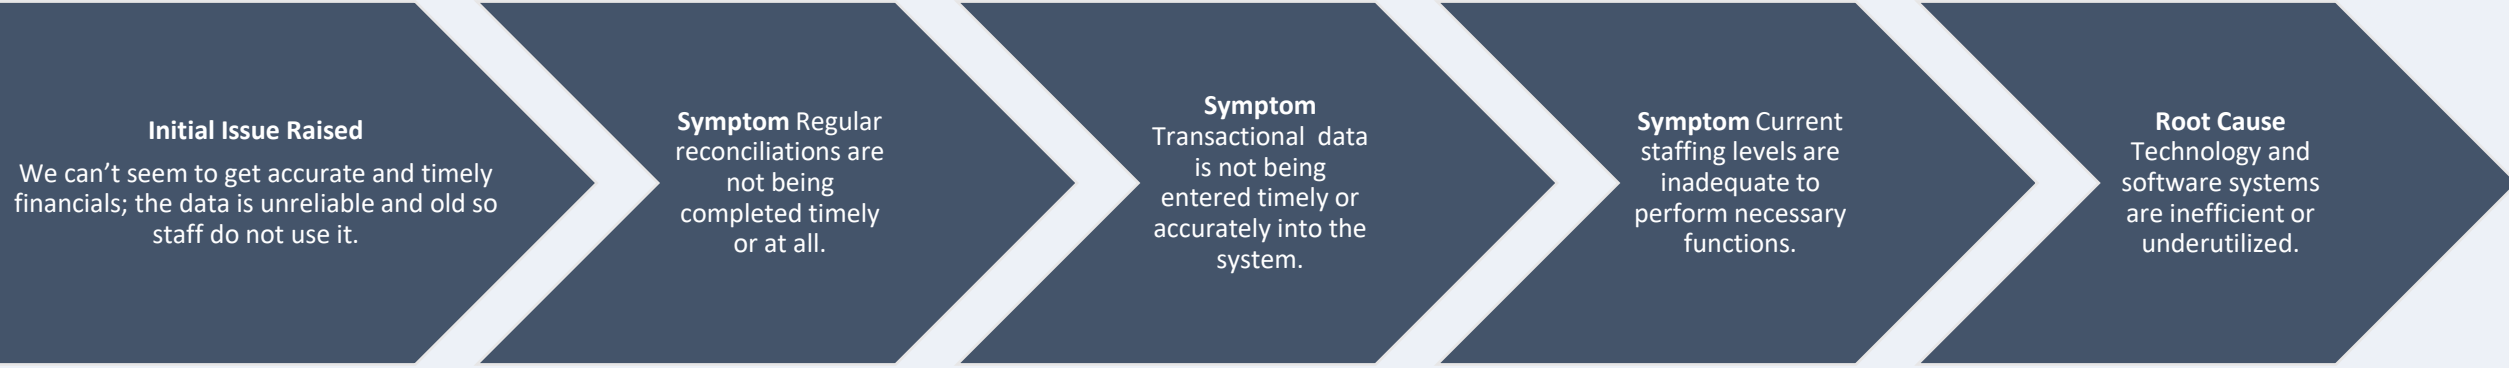 Initial Issue Raised
We can’t seem to get accurate and timely
financials; the data is unreliable and old so
staff do not use it.
Symptom Regular
reconciliations are
not being
completed timely
or at all.
Symptom
Transactional  data
is not being
entered timely or
accurately into the
system.
Symptom Current
staffing levels are
inadequate to
perform necessary
functions.
Root Cause
Technology and
software systems
are inefficient or
underutilized.